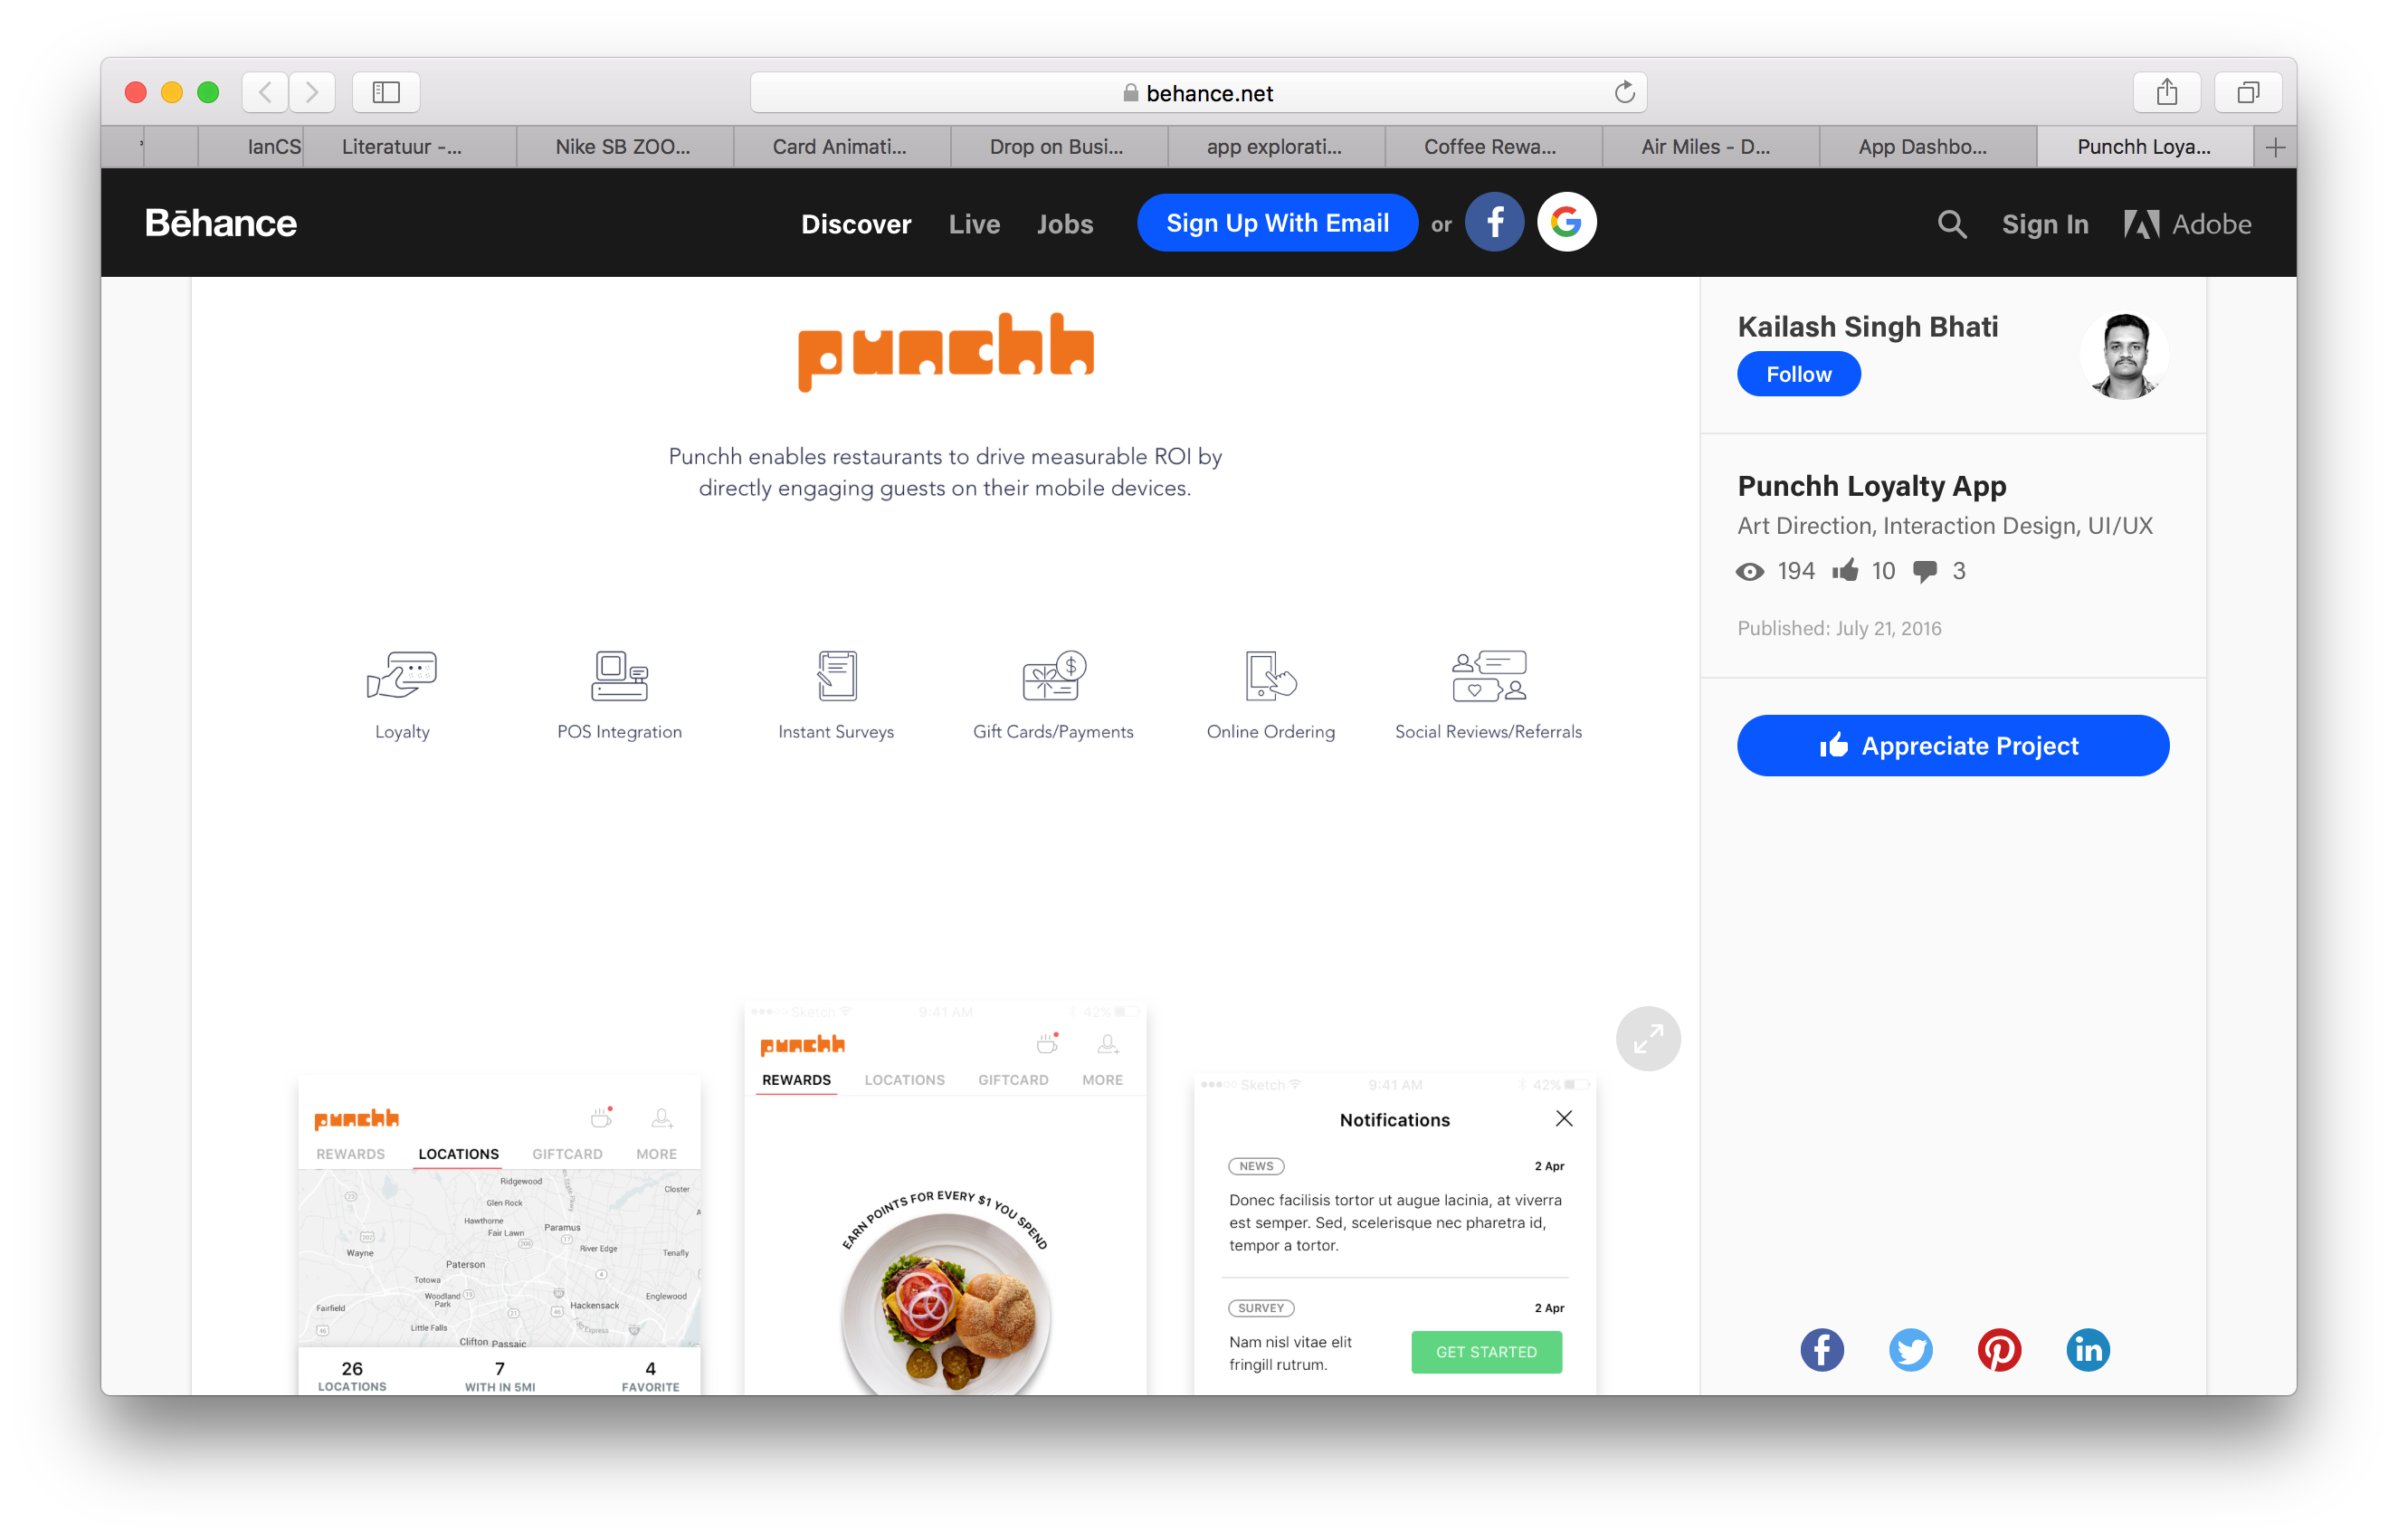 behance.net
IanCS
Literatuur -...
Nike SB ZOO...
Card Animati...
Drop on Busi...
app explorati...
Coffee Rewa...
Air Miles - D...
App Dashbo...
Punchh Loya...
Bēhance
Discover
Live
Jobs
Sign Up With Email
or
Sign In
Adobe
punchh
Punchh enables restaurants to drive measurable ROI by
directly engaging guests on their mobile devices.
Loyalty
POS Integration
Instant Surveys
Gift Cards/Payments
Online Ordering
Social Reviews/Referrals
Kailash Singh Bhati
Follow
Punchh Loyalty App
Art Direction, Interaction Design, UI/UX
194
10
3
Published: July 21, 2016
Appreciate Project
punchh
REWARDS
LOCATIONS
GIFTCARD
MORE
Ridgewood
Closter
Glen Rock
Hawthorne
Paramus
Fair Lawn
River Edge
Wayne
Tenafly
Paterson
Totowa
Woodland
Park
Hackensack
Englewood
Fairfield
Little Falls
Clifton
Passaic
26
LOCATIONS
7
WITH IN 5MI
4
FAVORITE
Sketch
9:41 AM
42%
punchh
REWARDS
LOCATIONS
GIFTCARD
MORE
EARN POINTS FOR EVERY $1 YOU SPEND
Sketch
9:41 AM
42%
Notifications
NEWS
2 Apr
Donec facilisis tortor ut augue lacinia, at viverra
est semper. Sed, scelerisque nec pharetra id,
tempor a tortor.
SURVEY
2 Apr
Nam nisl vitae elit
fringill rutrum.
GET STARTED